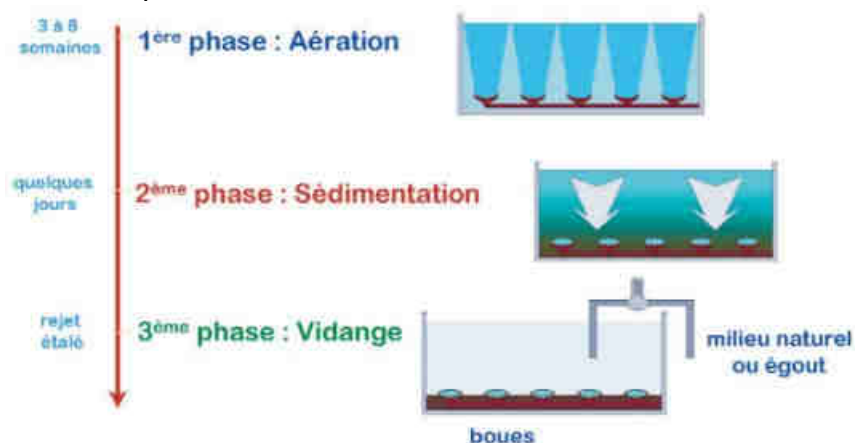 3 à 8
semaines
1ère phase : Aération
quelques
jours
2ème phase : Sèdimentation
rejet
étalé
3ème phase : Vidange
milieu naturel
ou égout
boues